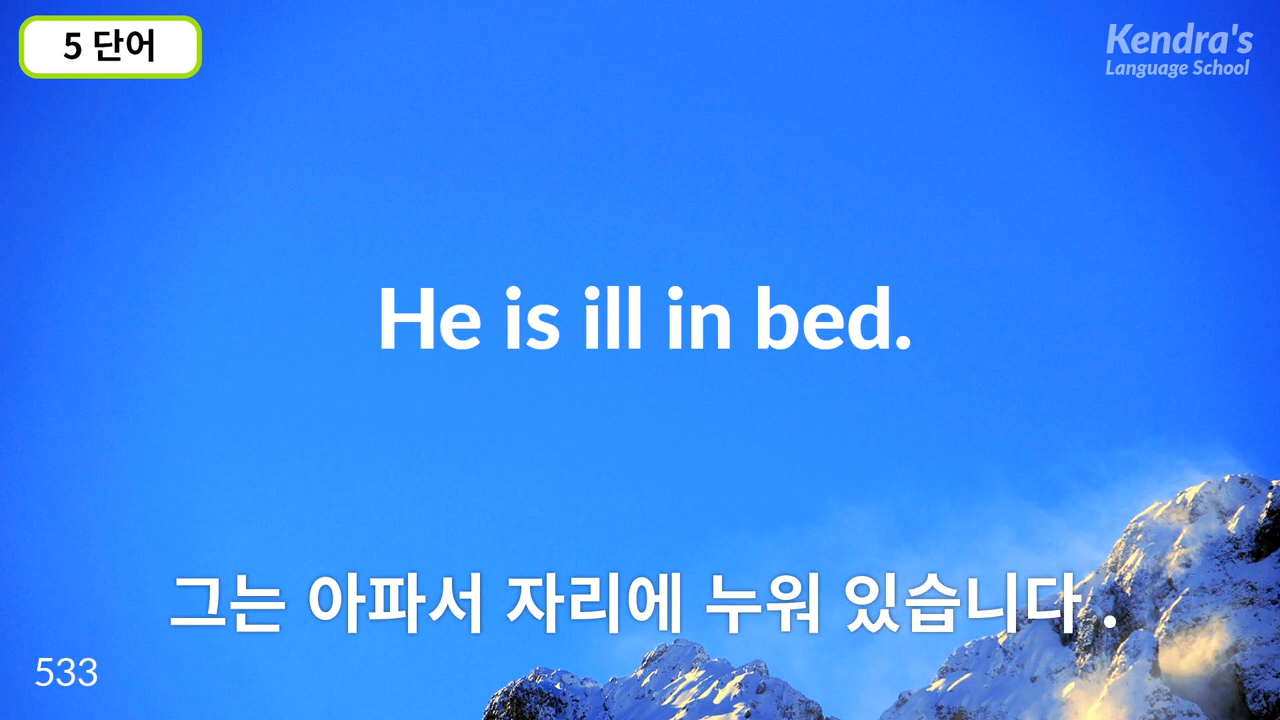 5 단어
Kendra's
Language School
He is ill in bed.
그는 아파서 자리에 누워 있습니다 .
533